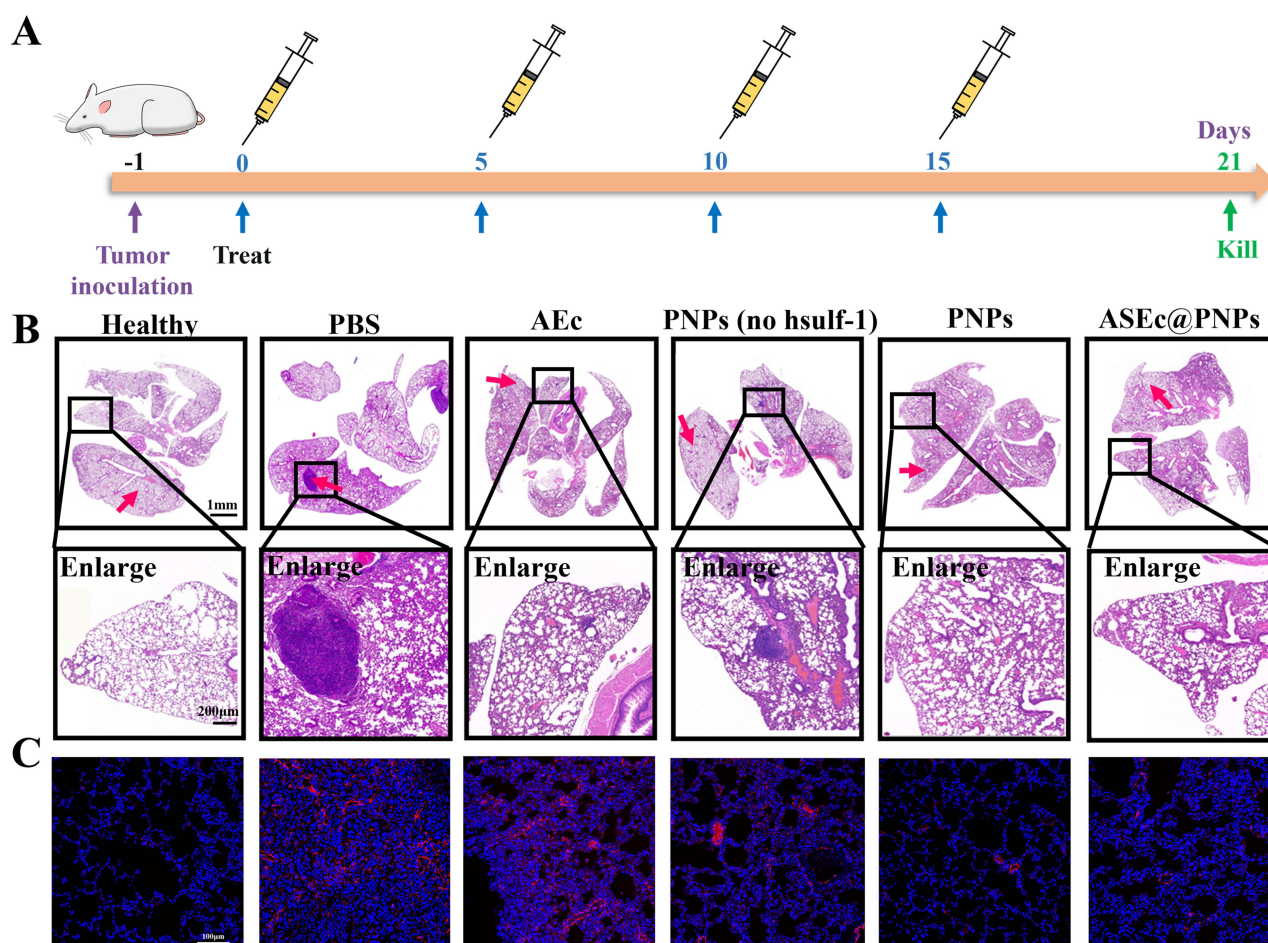 A
Days
-1 0 5 10 15 21
Tumor
inoculation
Treat
Kill
B
Healthy PBS AEc PNPs (no hsulf-1) PNPs ASEc@PNPs
1mm
Enlarge Enlarge Enlarge Enlarge Enlarge Enlarge
200μm
C
100μm